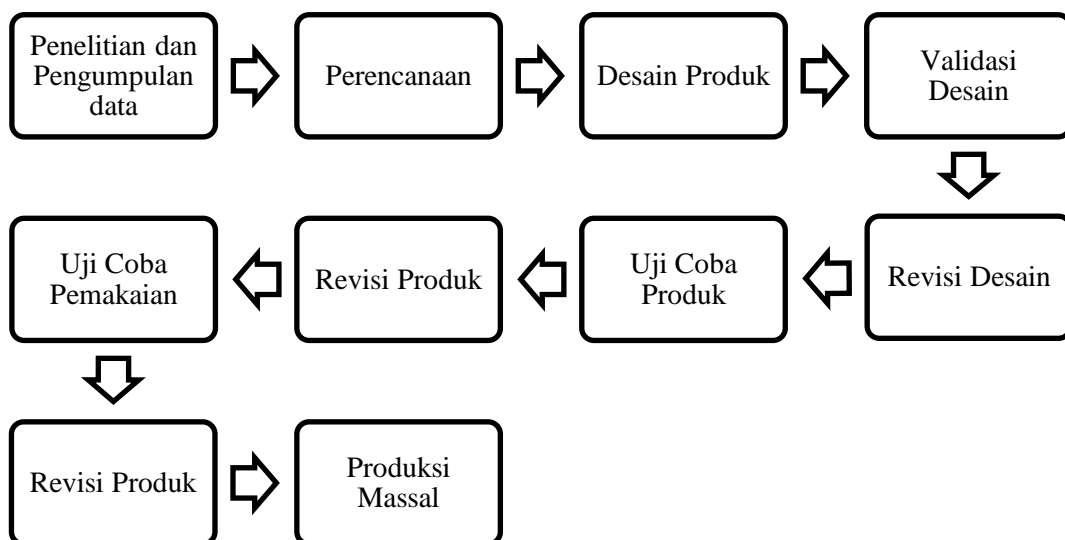 Penelitian dan
Pengumpulan
data
Perencanaan
Desain Produk
Validasi
Desain
Revisi Desain
Uji Coba
Produk
Revisi Produk
Uji Coba
Pemakaian
Revisi Produk
Produksi
Massal